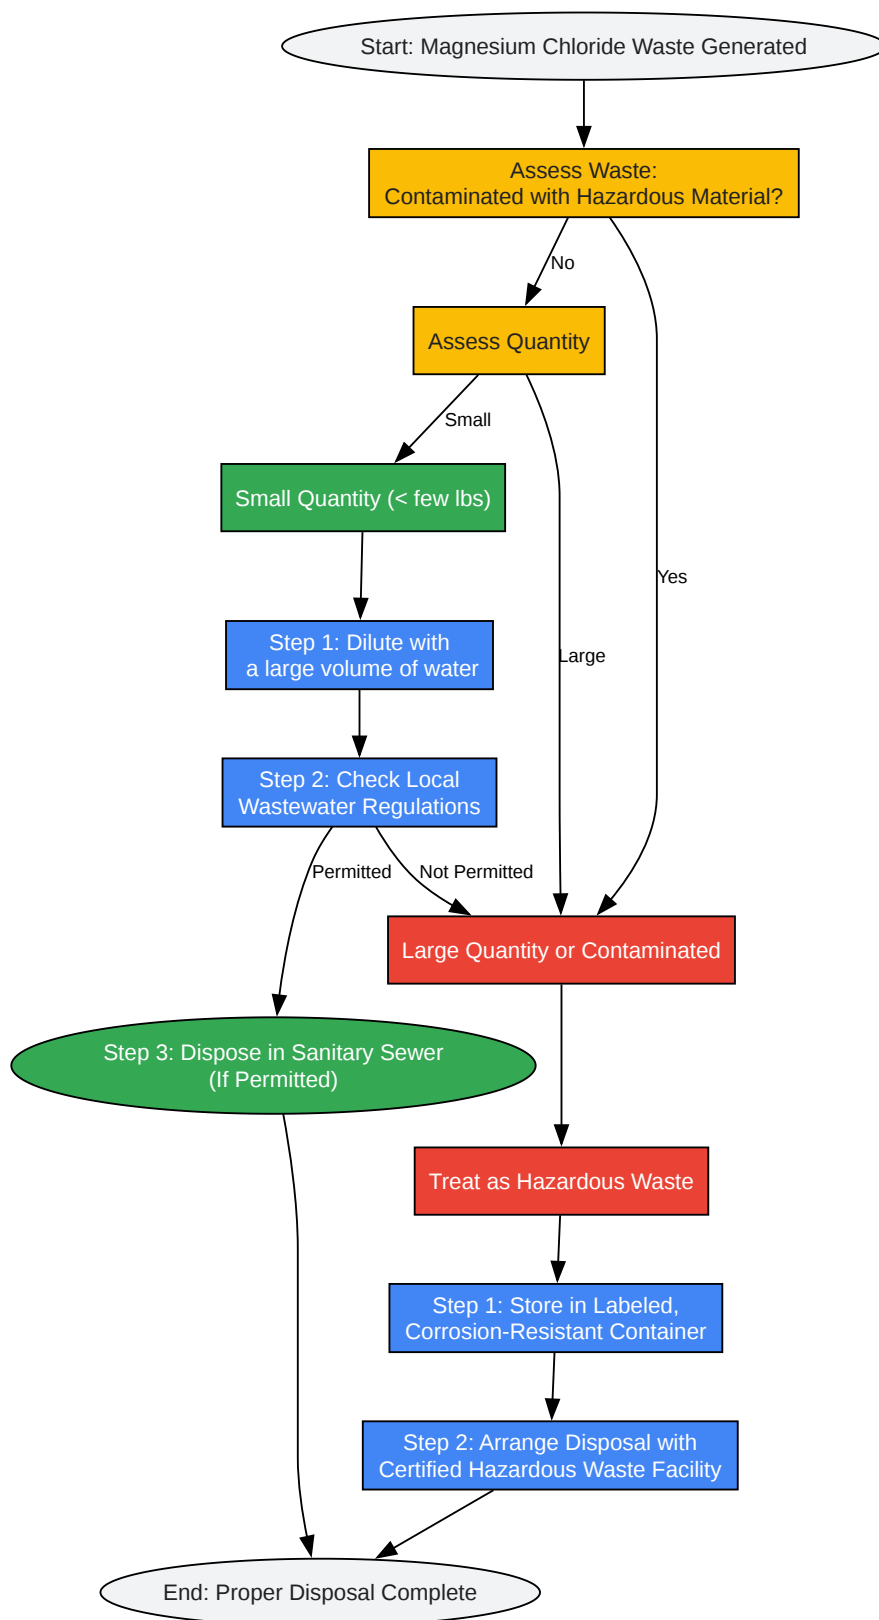 Start: Magnesium Chloride Waste Generated
Assess Waste:
Contaminated with Hazardous Material?
No
Assess Quantity
Small
Small Quantity (< few lbs)
Yes
Step 1: Dilute with
a large volume of water
Large
Step 2: Check Local
Wastewater Regulations
Permitted
Not Permitted
Large Quantity or Contaminated
Step 3: Dispose in Sanitary Sewer
(If Permitted)
Treat as Hazardous Waste
Step 1: Store in Labeled,
Corrosion-Resistant Container
Step 2: Arrange Disposal with
Certified Hazardous Waste Facility
End: Proper Disposal Complete